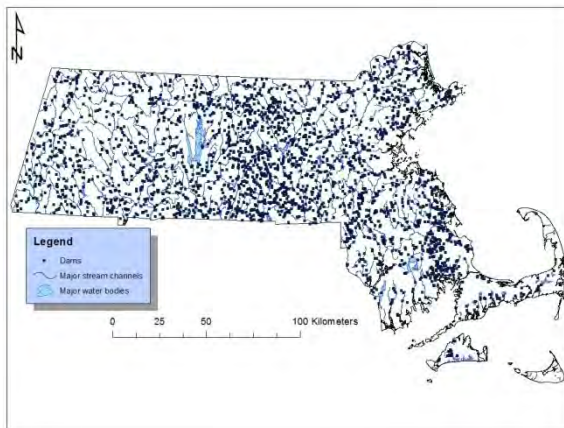 N
Legend
Dams
Major stream channels
Major water bodies
0 25 50 100 Kilometers